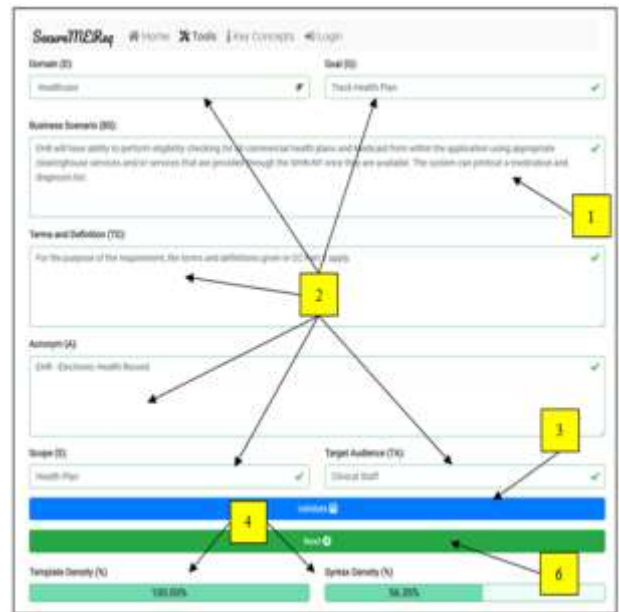 SecureMEReq Home Tools Key Concepts Login
Domain (D): Goal (G):
Healthcare Track Health Plan
Business Scenario (BS):
EHR will have ability to perform eligibility checking for all commercial health plans and Medicaid from within the application using appropriate
clearinghouse services and/or services that are provided through the once they are available. The system can printout a medication and
diagnosis list.
1
Terms and Definition (TD):
For the purpose of the requirement, the terms and definitions given in CC apply.
2
Acronym (A):
EHR - Electronic Health Record
3
Scope (S): Target Audience (TA):
Health Plan Clinical Staff
Validate
4
Next
6
Template Density (%) Syntax Density (%)
100.00% 56.25%